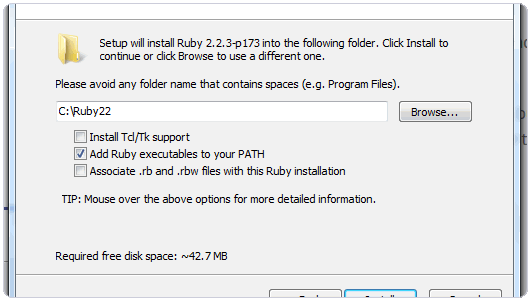 Setup will install Ruby 2.2.3-p173 into the following folder. Click Install to
continue or click Browse to use a different one.
Please avoid any folder name that contains spaces (e.g. Program Files).
C:\Ruby22
Browse...
Install Tcl/Tk support
Add Ruby executables to your PATH
Associate .rb and .rbw files with this Ruby installation
TIP: Mouse over the above options for more detailed information.
Required free disk space: ~42.7 MB